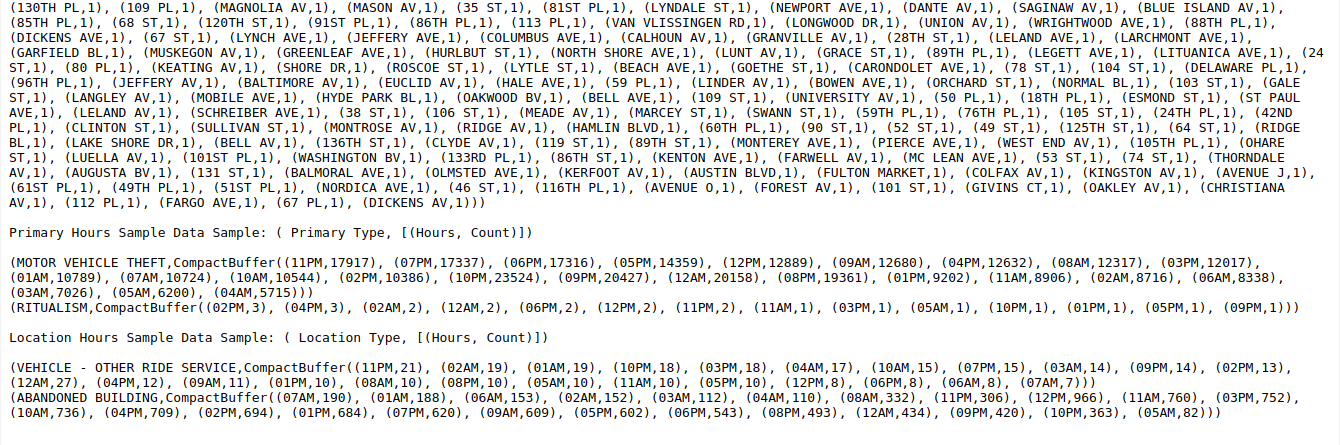 (130TH PL,1), (109 PL,1), (MAGNOLIA AV,1), (MASON AV,1), (35 ST,1), (81ST PL,1), (LYNDALE ST,1), (NEWPORT AVE,1), (DANTE AV,1), (SAGINAW AV,1), (BLUE ISLAND AV,1),
(85TH PL,1), (68 ST,1), (120TH ST,1), (91ST PL,1), (86TH PL,1), (113 PL,1), (VAN VLISSINGEN RD,1), (LONGWOOD DR,1), (UNION AV,1), (WRIGHTWOOD AVE,1), (88TH PL,1),
(DICKENS AVE,1), (67 ST,1), (LYNCH AVE,1), (JEFFERY AVE,1), (COLUMBUS AVE,1), (CALHOUN AV,1), (GRANVILLE AV,1), (28TH ST,1), (LELAND AVE,1), (LARCHMONT AVE,1),
(GARFIELD BL,1), (MUSKEGON AV,1), (GREENLEAF AVE,1), (HURLBUT ST,1), (NORTH SHORE AVE,1), (LUNT AV,1), (GRACE ST,1), (89TH PL,1), (LEGETT AVE,1), (LITUANICA AVE,1), (24
ST,1), (80 PL,1), (KEATING AV,1), (SHORE DR,1), (ROSCOE ST,1), (LYTLE ST,1), (BEACH AVE,1), (GOETHE ST,1), (CARONDOLET AVE,1), (78 ST,1), (104 ST,1), (DELAWARE PL,1),
(96TH PL,1), (JEFFERY AV,1), (BALTIMORE AV,1), (EUCLID AV,1), (HALE AVE,1), (59 PL,1), (LINDER AV,1), (BOWEN AVE,1), (ORCHARD ST,1), (NORMAL BL,1), (103 ST,1), (GALE
ST,1), (LANGLEY AV,1), (MOBILE AVE,1), (HYDE PARK BL,1), (OAKWOOD BV,1), (BELL AVE,1), (109 ST,1), (UNIVERSITY AV,1), (50 PL,1), (18TH PL,1), (ESMOND ST,1), (ST PAUL
AVE,1), (LELAND AV,1), (SCHREIBER AVE,1), (38 ST,1), (106 ST,1), (MEADE AV,1), (MARCEY ST,1), (SWANN ST,1), (59TH PL,1), (76TH PL,1), (105 ST,1), (24TH PL,1), (42ND
PL,1), (CLINTON ST,1), (SULLIVAN ST,1), (MONTROSE AV,1), (RIDGE AV,1), (HAMLIN BLVD,1), (60TH PL,1), (90 ST,1), (52 ST,1), (49 ST,1), (125TH ST,1), (64 ST,1), (RIDGE
BL,1), (LAKE SHORE DR,1), (BELL AV,1), (136TH ST,1), (CLYDE AV,1), (119 ST,1), (89TH ST,1), (MONTEREY AVE,1), (PIERCE AVE,1), (WEST END AV,1), (105TH PL,1), (OHARE
ST,1), (LUELLA AV,1), (101ST PL,1), (WASHINGTON BV,1), (133RD PL,1), (86TH ST,1), (KENTON AVE,1), (FARWELL AV,1), (MC LEAN AVE,1), (53 ST,1), (74 ST,1), (THORNDALE
AV,1), (AUGUSTA BV,1), (131 ST,1), (BALMORAL AVE,1), (OLMSTED AVE,1), (KERFOOT AV,1), (AUSTIN BLVD,1), (FULTON MARKET,1), (COLFAX AV,1), (KINGSTON AV,1), (AVENUE J,1),
(61ST PL,1), (49TH PL,1), (51ST PL,1), (NORDICA AVE,1), (46 ST,1), (116TH PL,1), (AVENUE O,1), (FOREST AV,1), (101 ST,1), (GIVINS CT,1), (OAKLEY AV,1), (CHRISTIANA
AV,1), (112 PL,1), (FARGO AVE,1), (67 PL,1), (DICKENS AV,1)))
Primary Hours Sample Data Sample: ( Primary Type, [(Hours, Count)])
(MOTOR VEHICLE THEFT,CompactBuffer((11PM,17917), (07PM,17337), (06PM,17316), (05PM,14359), (12PM,12889), (09AM,12680), (04PM,12632), (08AM,12317), (03PM,12017),
(01AM,10789), (07AM,10724), (10AM,10544), (02PM,10386), (10PM,23524), (09PM,20427), (12AM,20158), (08PM,19361), (01PM,9202), (11AM,8906), (02AM,8716), (06AM,8338),
(03AM,7026), (05AM,6200), (04AM,5715)))
(RITUALISM,CompactBuffer((02PM,3), (04PM,3), (02AM,2), (12AM,2), (06PM,2), (12PM,2), (11PM,2), (11AM,1), (03PM,1), (05AM,1), (10PM,1), (01PM,1), (05PM,1), (09PM,1)))
Location Hours Sample Data Sample: ( Location Type, [(Hours, Count)])
(VEHICLE - OTHER RIDE SERVICE,CompactBuffer((11PM,21), (02AM,19), (01AM,19), (10PM,18), (03PM,18), (04AM,17), (10AM,15), (07PM,15), (03AM,14), (09PM,14), (02PM,13),
(12AM,27), (04PM,12), (09AM,11), (01PM,10), (08AM,10), (08PM,10), (05AM,10), (11AM,10), (05PM,10), (12PM,8), (06PM,8), (06AM,8), (07AM,7)))
(ABANDONED BUILDING,CompactBuffer((07AM,190), (01AM,188), (06AM,153), (02AM,152), (03AM,112), (04AM,110), (08AM,332), (11PM,306), (12PM,966), (11AM,760), (03PM,752),
(10AM,736), (04PM,709), (02PM,694), (01PM,684), (07PM,620), (09AM,609), (05PM,602), (06PM,543), (08PM,493), (12AM,434), (09PM,420), (10PM,363), (05AM,82)))